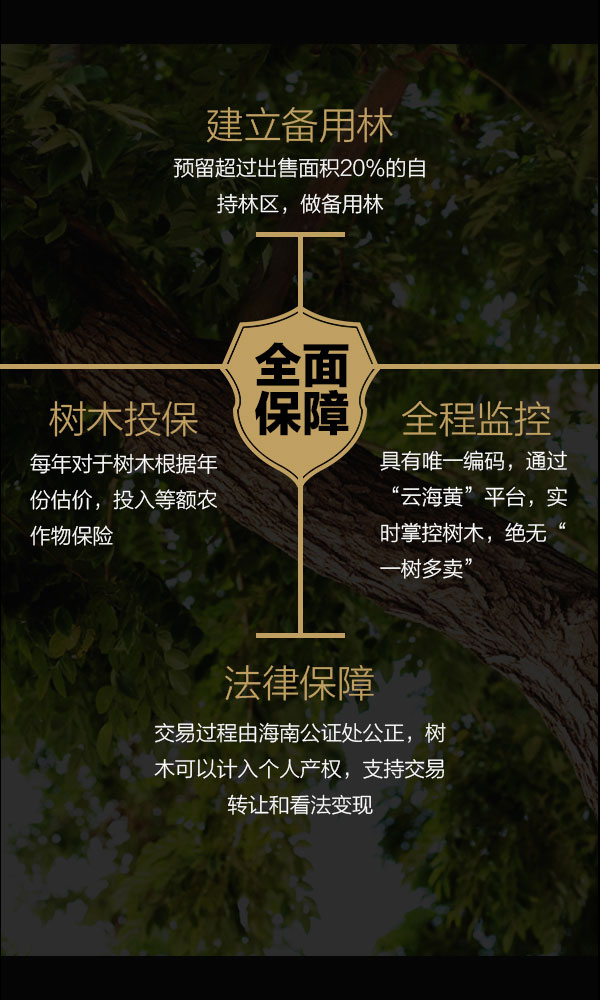 建立备用林
预留超过出售面积20%的自
持林区，做备用林
全面
保障
树木投保
每年对于树木根据年
份估价，投入等额农
作物保险
全程监控
具有唯一编码，通过
“云海黄”平台，实
时掌控树木，绝无“
一树多卖”
法律保障
交易过程由海南公证处公正，树
木可以计入个人产权，支持交易
转让和看法变现